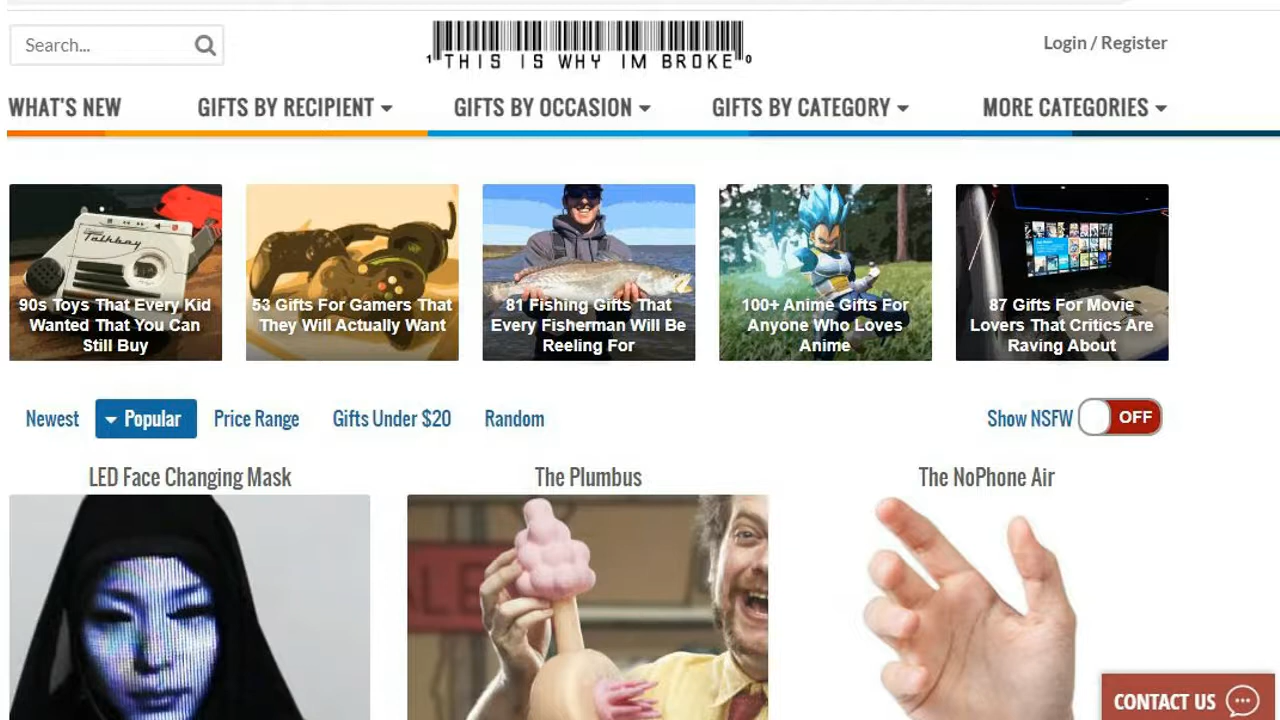 Search...
1 THIS IS WHY IM BROKE 0
Login / Register
WHAT'S NEW
GIFTS BY RECIPIENT
GIFTS BY OCCASION
GIFTS BY CATEGORY
MORE CATEGORIES
Talkboy
90s Toys That Every Kid
Wanted That You Can
Still Buy
53 Gifts For Gamers That
They Will Actually Want
81 Fishing Gifts That
Every Fisherman Will Be
Reeling For
100+ Anime Gifts For
Anyone Who Loves
Anime
87 Gifts For Movie
Lovers That Critics Are
Raving About
Newest
Popular
Price Range
Gifts Under $20
Random
Show NSFW
OFF
LED Face Changing Mask
The Plumbus
The NoPhone Air
CONTACT US